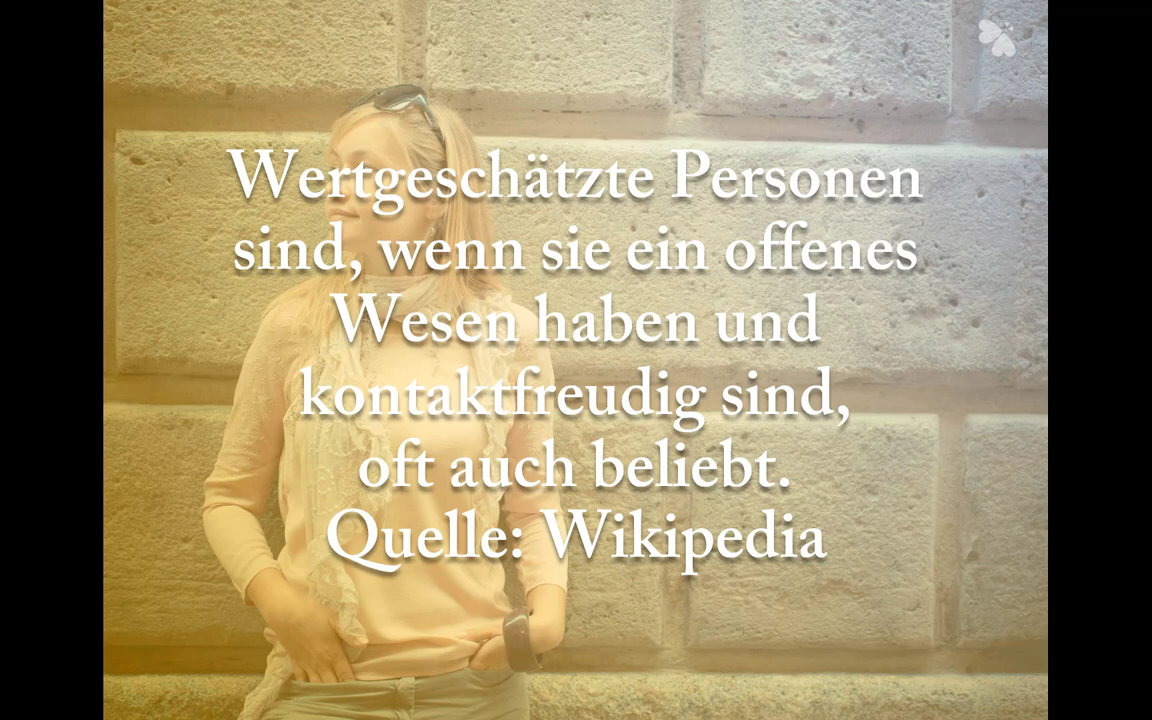 Wertgeschätzte Personen
sind, wenn sie ein offenes
Wesen haben und
kontaktfreudig sind,
oft auch beliebt.
Quelle: Wikipedia